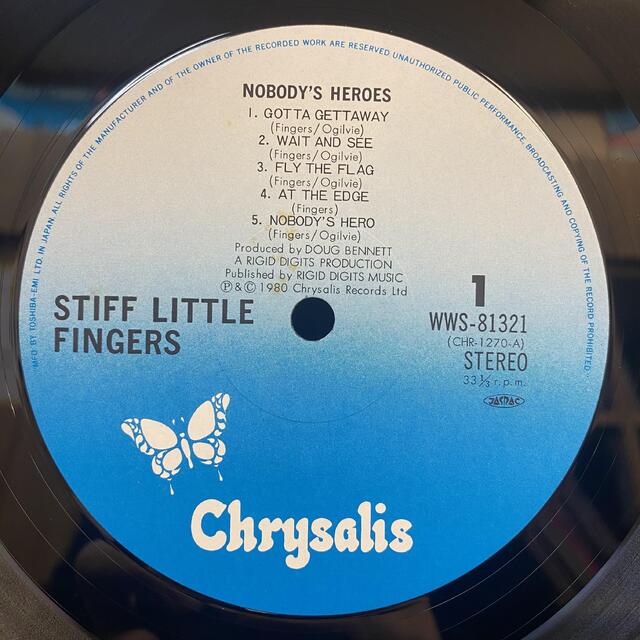 MFD BY TOSHIBA-EMI LTD. IN JAPAN. ALL RIGHTS OF THE MANUFACTURER AND OF THE OWNER OF THE RECORDED WORK ARE RESERVED UNAUTHORIZED PUBLIC PERFORMANCE. BROADCASTING AND COPYING OF THE RECORD PROHIBITED.
NOBODY'S HEROES
1. GOTTA GETTAWAY
(Fingers/Ogilvie)
2. WAIT AND SEE
(Fingers/Ogilvie)
3. FLY THE FLAG
(Fingers/Ogilvie)
4. AT THE EDGE
(Fingers)
5. NOBODY'S HERO
(Fingers/Ogilvie)
Produced by DOUG BENNETT
A RIGID DIGITS PRODUCTION
Published by RIGID DIGITS MUSIC
Ⓟ&© 1980 Chrysalis Records Ltd
STIFF LITTLE
FINGERS
1
WWS-81321
(CHR-1270-A)
STEREO
33⅓ r.p.m.
JASRAC
Chrysalis